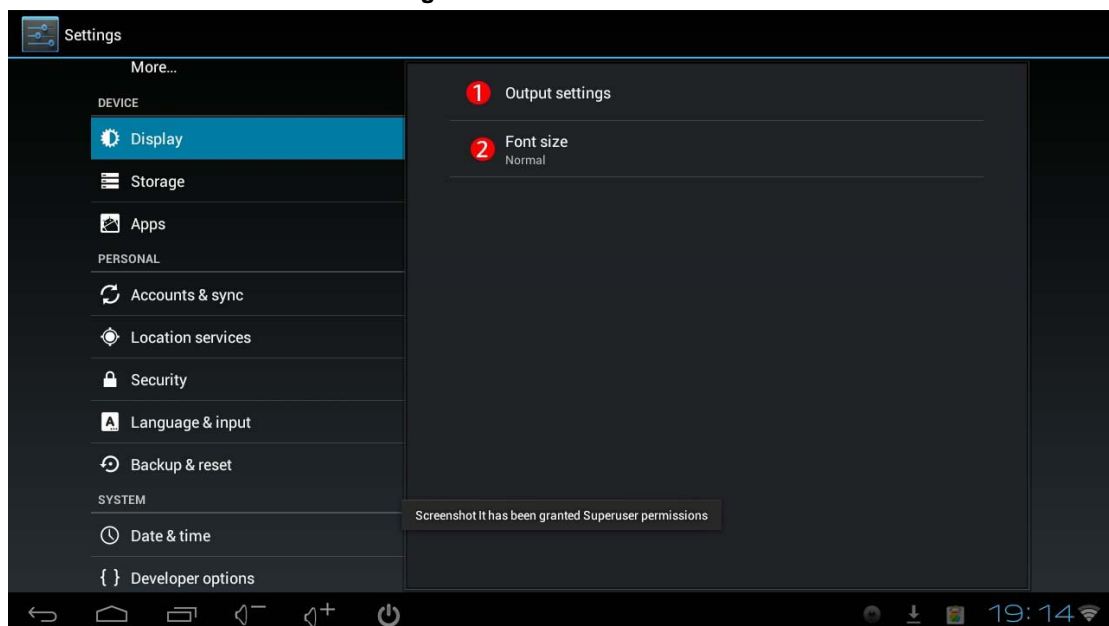 Settings
More...
DEVICE
Display
Storage
Apps
PERSONAL
Accounts & sync
Location services
Security
Language & input
Backup & reset
SYSTEM
Date & time
{ } Developer options
1 Output settings
2 Font size
Normal
Screenshot It has been granted Superuser permissions
19:14